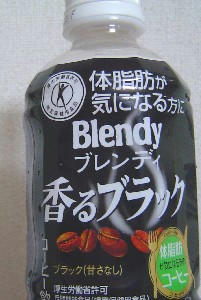 体脂肪が
気になる方に
Blendy
ブレンディ
香るブラック
体脂肪
コーヒー
ブラック(甘さなし)
厚生労働省許可